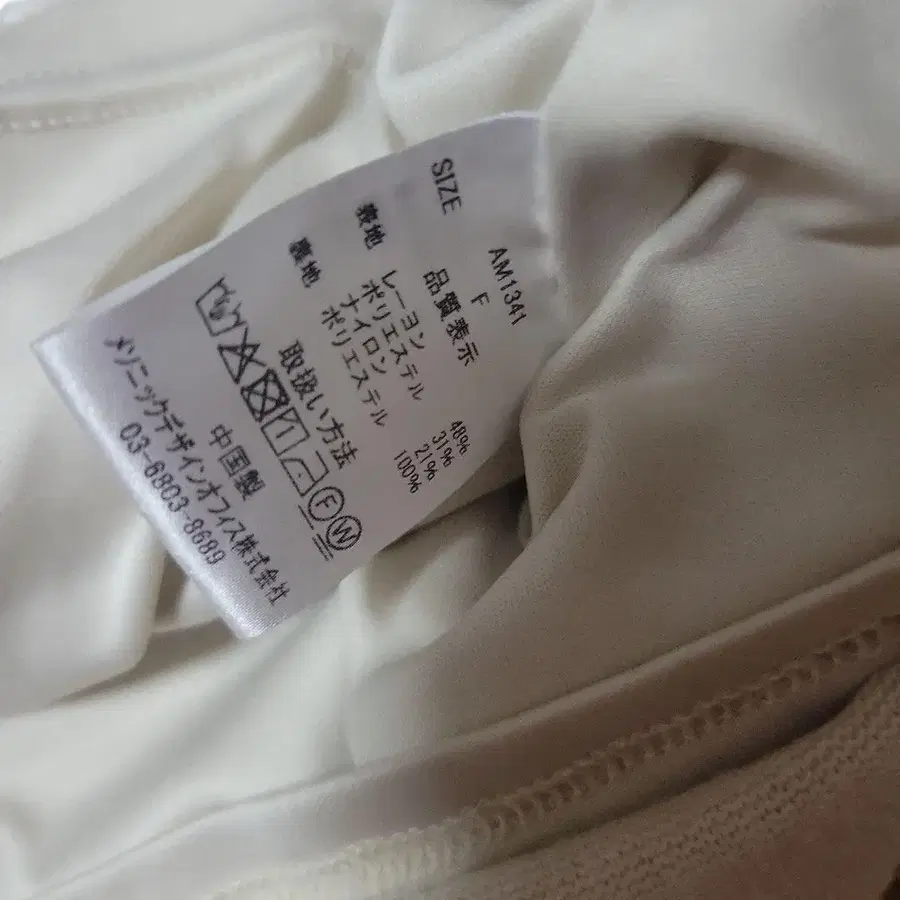 AM1341
SIZE F
品質表示
表地 レーヨン 48%
ポリエステル 31%
ナイロン 21%
裏地 ポリエステル 100%
取扱い方法
F W
中国製
メソニックデザインオフィス株式会社
03-6803-8689